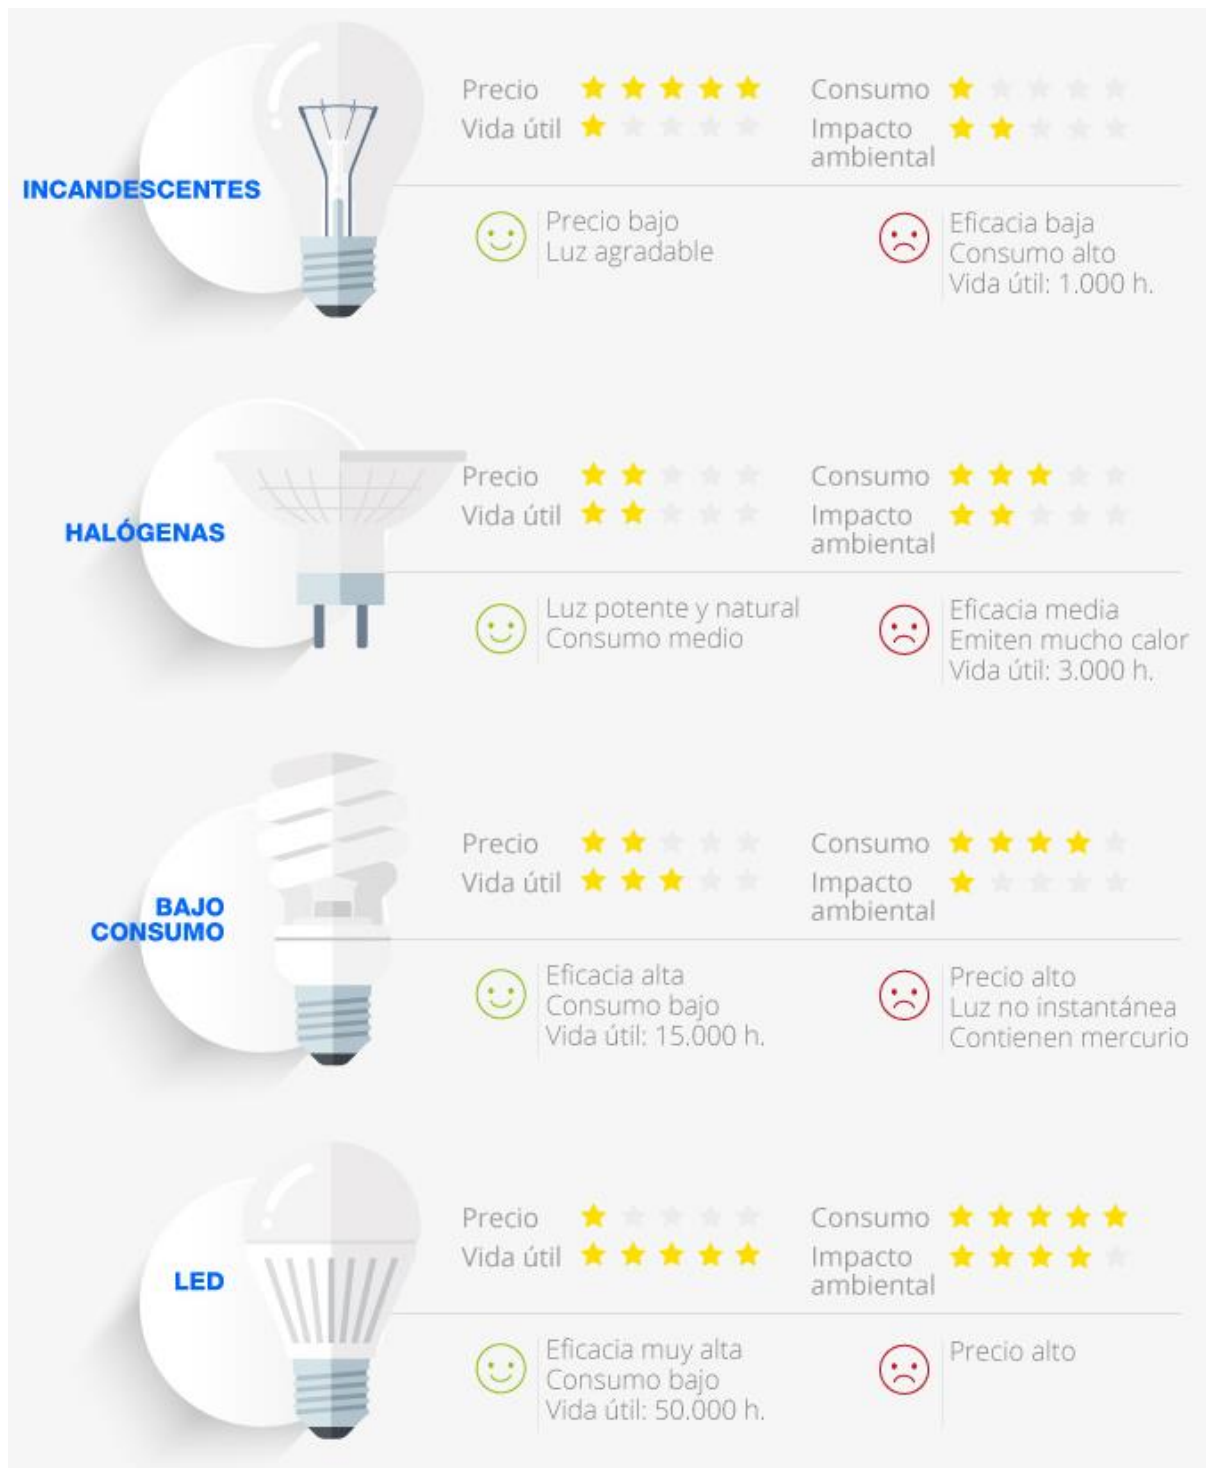 INCANDESCENTES
Precio
Vida útil
Consumo
Impacto
ambiental
Precio bajo
Luz agradable
Eficacia baja
Consumo alto
Vida útil: 1.000 h.
HALÓGENAS
Precio
Vida útil
Consumo
Impacto
ambiental
Luz potente y natural
Consumo medio
Eficacia media
Emiten mucho calor
Vida útil: 3.000 h.
BAJO
CONSUMO
Precio
Vida útil
Consumo
Impacto
ambiental
Eficacia alta
Consumo bajo
Vida útil: 15.000 h.
Precio alto
Luz no instantánea
Contienen mercurio
LED
Precio
Vida útil
Consumo
Impacto
ambiental
Eficacia muy alta
Consumo bajo
Vida útil: 50.000 h.
Precio alto